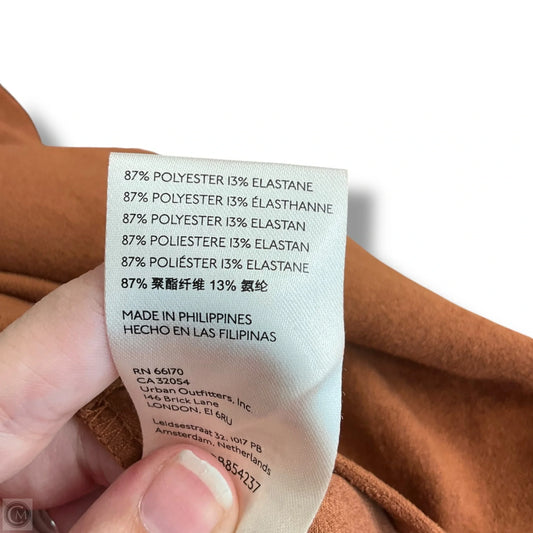 87% POLYESTER 13% ELASTANE
87% POLYESTER 13% ÉLASTHANNE
87% POLYESTER 13% ELASTAN
87% POLIESTERE 13% ELASTAN
87% POLIÉSTER 13% ELASTANE
87% 聚酯纤维 13% 氨纶
MADE IN PHILIPPINES
HECHO EN LAS FILIPINAS
RN 66170
CA 32054
Urban Outfitters, Inc.
146 Brick Lane
LONDON, E1 6RU
Leidsestraat 32, 1017 PB
Amsterdam, Netherlands